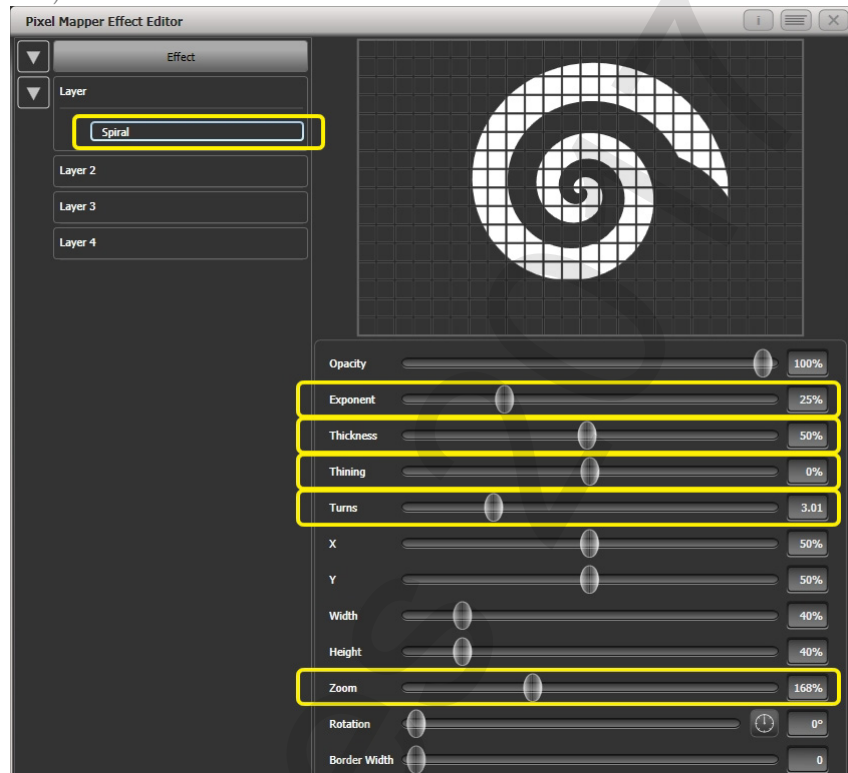 Pixel Mapper Effect Editor
i
Effect
Layer
Spiral
Layer 2
Layer 3
Layer 4
Opacity 100%
Exponent 25%
Thickness 50%
Thining 0%
Turns 3.01
X 50%
Y 50%
Width 40%
Height 40%
Zoom 168%
Rotation 0°
Border Width 0